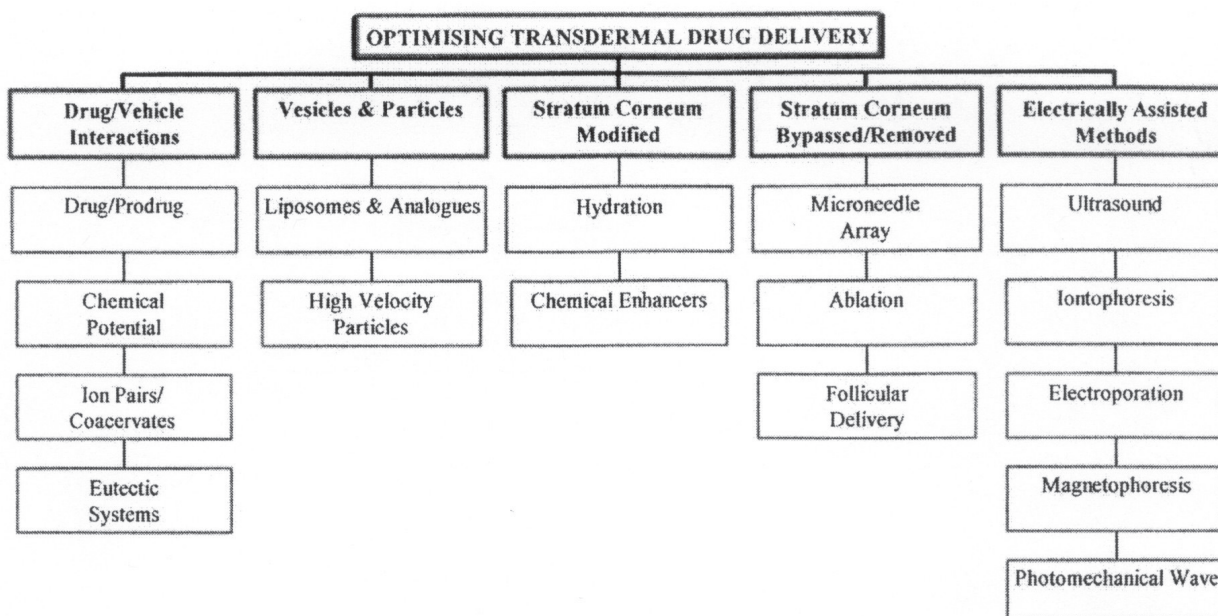 OPTIMISING TRANSDERMAL DRUG DELIVERY
Drug/Vehicle
Interactions
Drug/Prodrug
Chemical
Potential
Ion Pairs/
Coacervates
Eutectic
Systems
Vesicles & Particles
Liposomes & Analogues
High Velocity
Particles
Stratum Corneum
Modified
Hydration
Chemical Enhancers
Stratum Corneum
Bypassed/Removed
Microneedle
Array
Ablation
Follicular
Delivery
Electrically Assisted
Methods
Ultrasound
Iontophoresis
Electroporation
Magnetophoresis
Photomechanical Wave